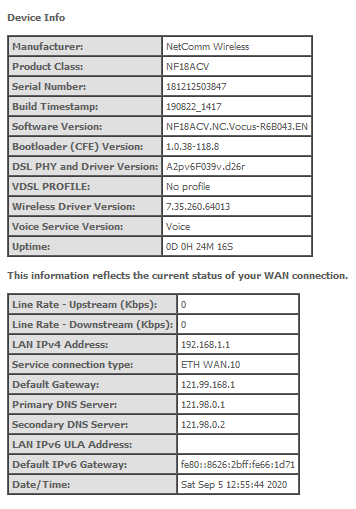 Device Info
Manufacturer: NetComm Wireless
Product Class: NF18ACV
Serial Number: 181212503847
Build Timestamp: 190822_1417
Software Version: NF18ACV.NC.Vocus-R6B043.EN
Bootloader (CFE) Version: 1.0.38-118.8
DSL PHY and Driver Version: A2pv6F039v.d26r
VDSL PROFILE: No profile
Wireless Driver Version: 7.35.260.64013
Voice Service Version: Voice
Uptime: 0D 0H 24M 16S
This information reflects the current status of your WAN connection.
Line Rate - Upstream (Kbps): 0
Line Rate - Downstream (Kbps): 0
LAN IPv4 Address: 192.168.1.1
Service connection type: ETH WAN.10
Default Gateway: 121.99.168.1
Primary DNS Server: 121.98.0.1
Secondary DNS Server: 121.98.0.2
LAN IPv6 ULA Address:
Default IPv6 Gateway: fe80::8626:2bff:fe66:1d71
Date/Time: Sat Sep 5 12:55:44 2020